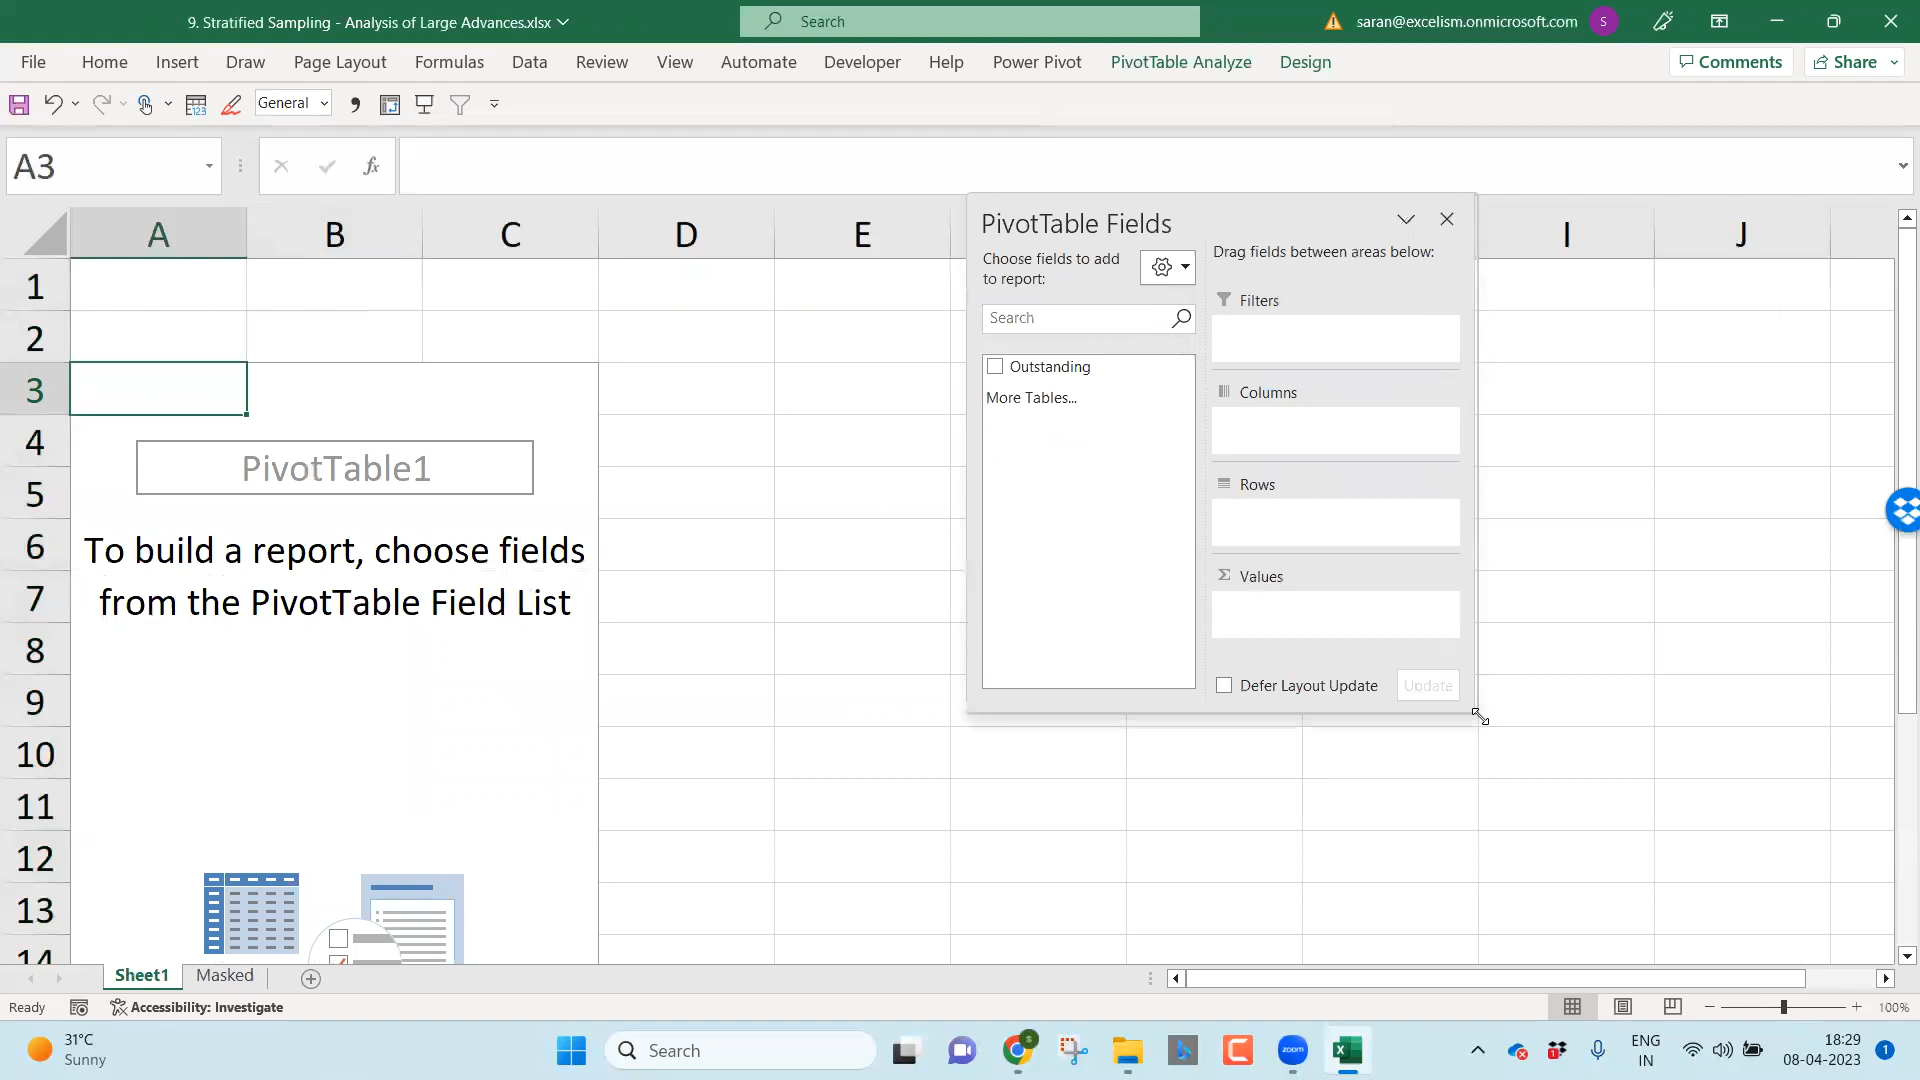 9. Stratified Sampling - Analysis of Large Advances.xlsx
Search
saran@excelism.onmicrosoft.com
S
File Home Insert Draw Page Layout Formulas Data Review View Automate Developer Help Power Pivot PivotTable Analyze Design
Comments
Share
General
A3
fx
A B C D E I J
PivotTable Fields
Choose fields to add
to report:
Search
Outstanding
More Tables...
Drag fields between areas below:
Filters
Columns
Rows
Values
Defer Layout Update
Update
1
2
3
4
5
6
7
8
9
10
11
12
13
14
PivotTable1
To build a report, choose fields
from the PivotTable Field List
Sheet1 Masked
Ready
Accessibility: Investigate
100%
31°C
Sunny
Search
zoom
ENG
IN
18:29
08-04-2023
1